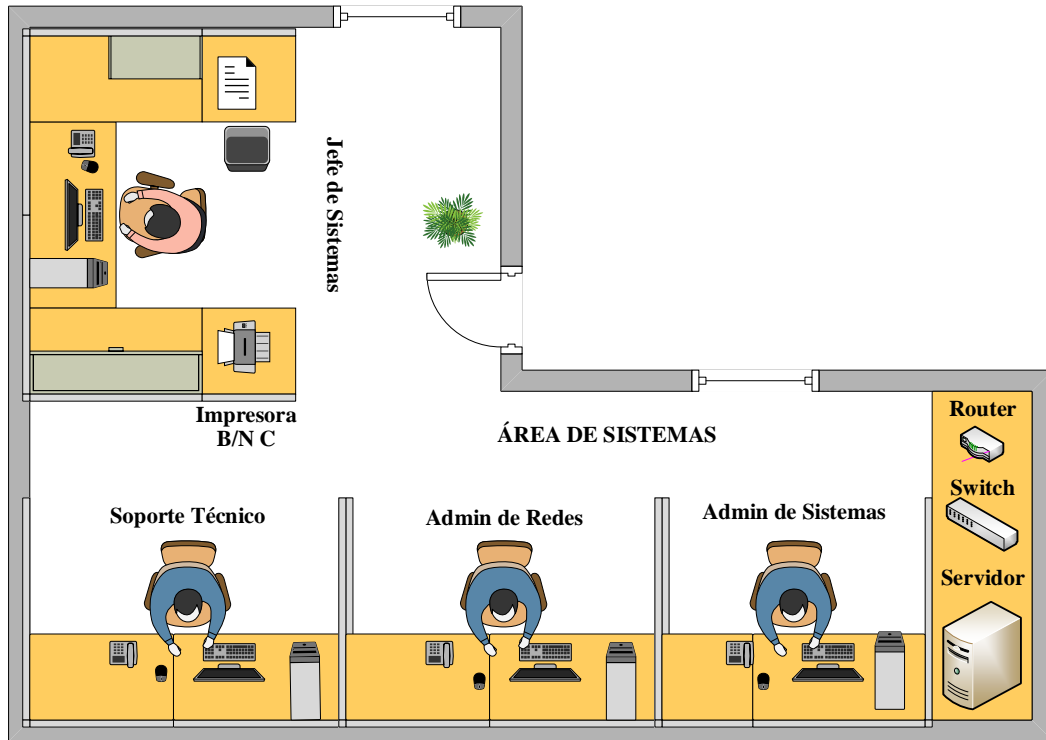 Jefe de Sistemas
Impresora
B/N C
ÁREA DE SISTEMAS
Router
Switch
Servidor
Soporte Técnico
Admin de Redes
Admin de Sistemas